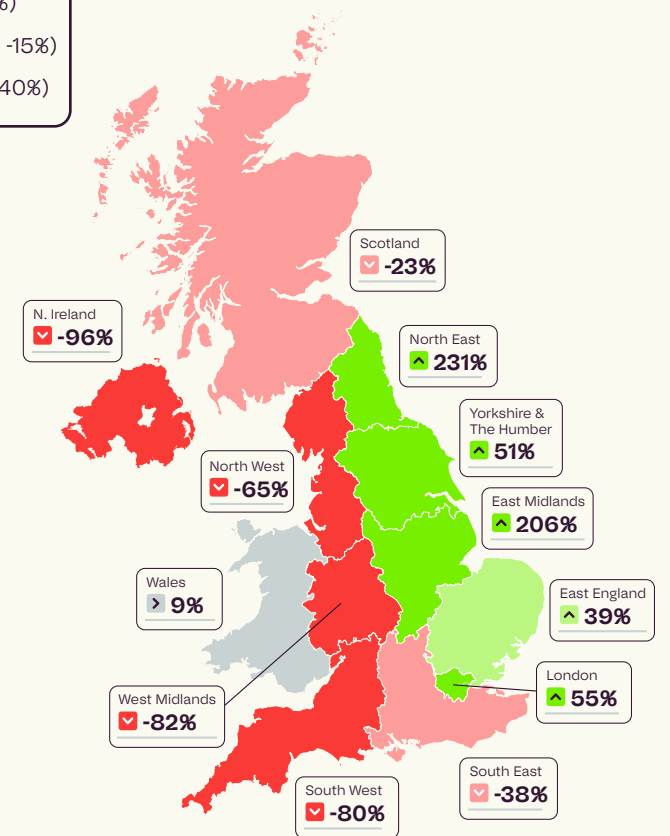 %)
-15%)
40%)
Scotland
-23%
N. Ireland
-96%
North East
231%
Yorkshire &
The Humber
51%
North West
-65%
East Midlands
206%
Wales
9%
East England
39%
London
55%
West Midlands
-82%
South East
-38%
South West
-80%